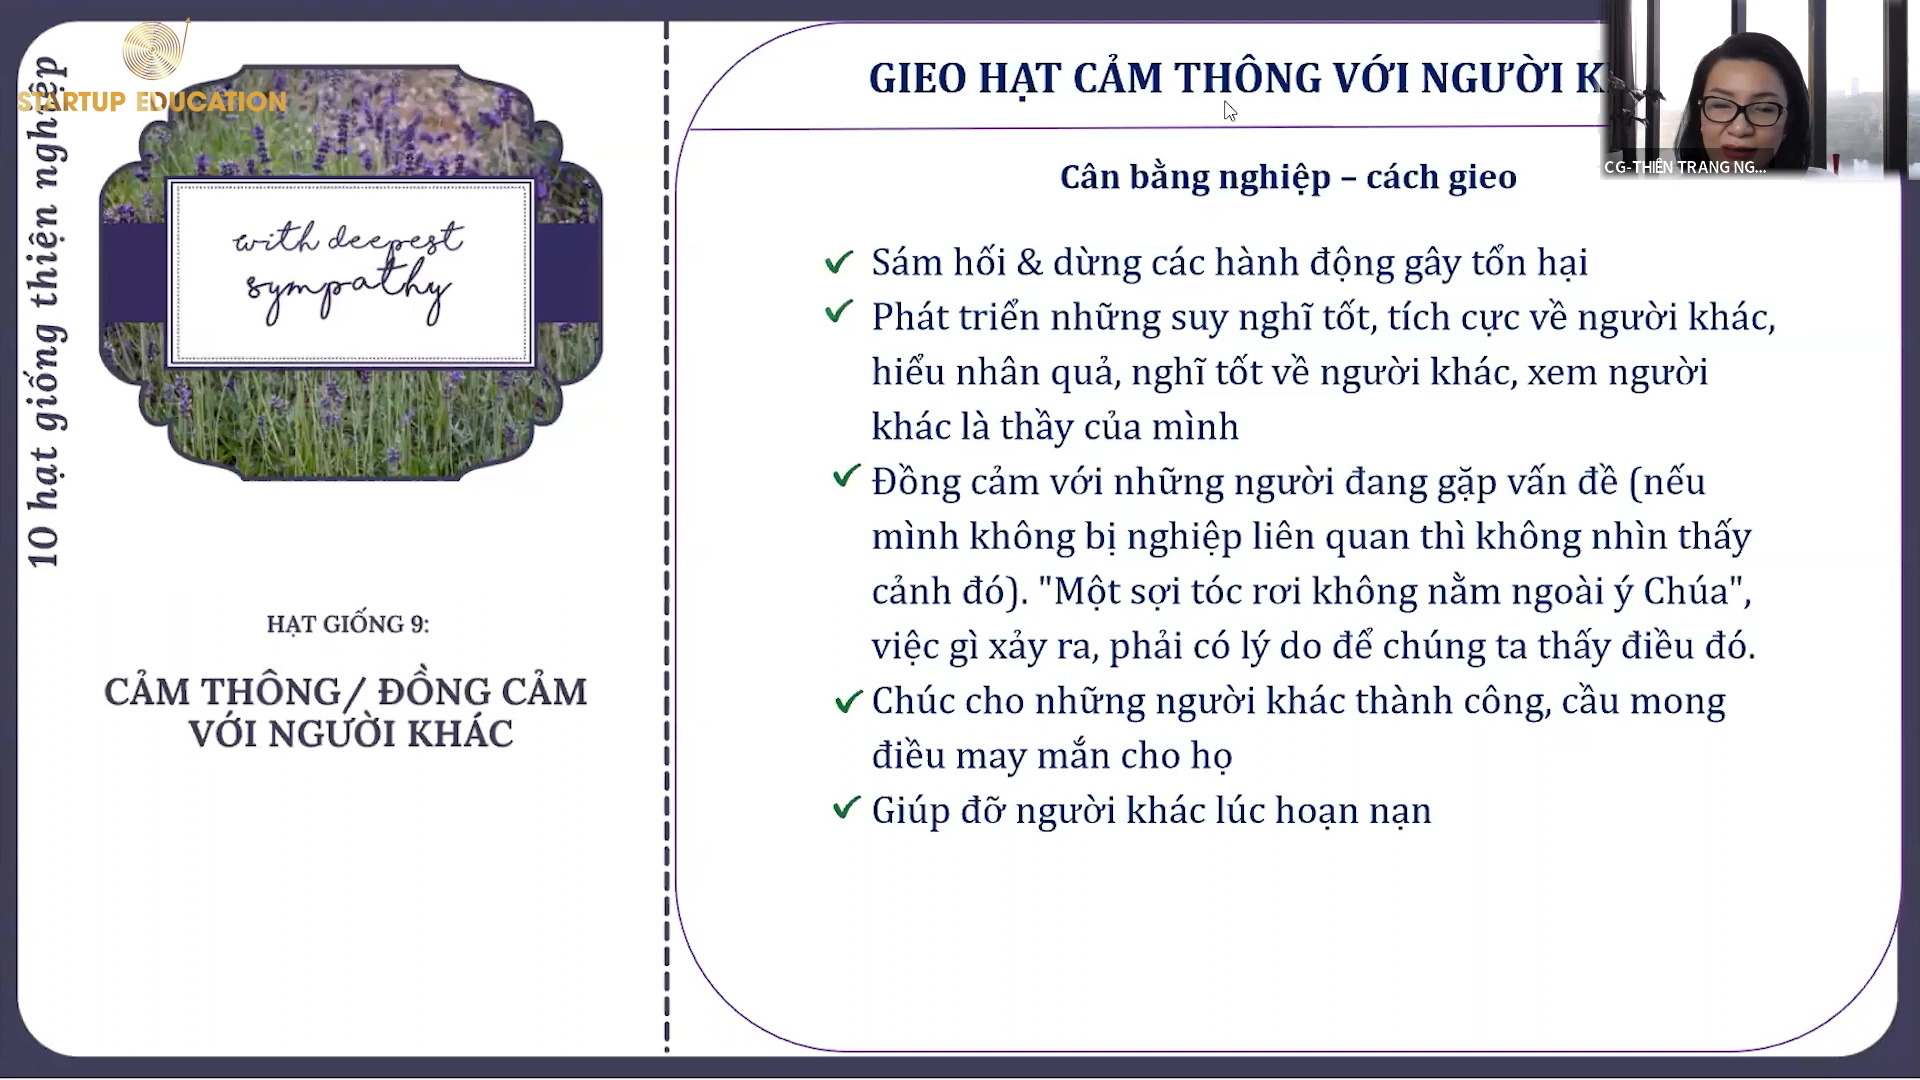 10 hạt giống thiện nghiệp
STARTUP EDUCATION
with deepest
sympathy
HẠT GIỐNG 9:
CẢM THÔNG/ ĐỒNG CẢM
VỚI NGƯỜI KHÁC
GIEO HẠT CẢM THÔNG VỚI NGƯỜI K
CG-THIÊN TRANG NG...
Cân bằng nghiệp – cách gieo
Sám hối & dừng các hành động gây tổn hại
Phát triển những suy nghĩ tốt, tích cực về người khác,
hiểu nhân quả, nghĩ tốt về người khác, xem người
khác là thầy của mình
Đồng cảm với những người đang gặp vấn đề (nếu
mình không bị nghiệp liên quan thì không nhìn thấy
cảnh đó). "Một sợi tóc rơi không nằm ngoài ý Chúa",
việc gì xảy ra, phải có lý do để chúng ta thấy điều đó.
Chúc cho những người khác thành công, cầu mong
điều may mắn cho họ
Giúp đỡ người khác lúc hoạn nạn